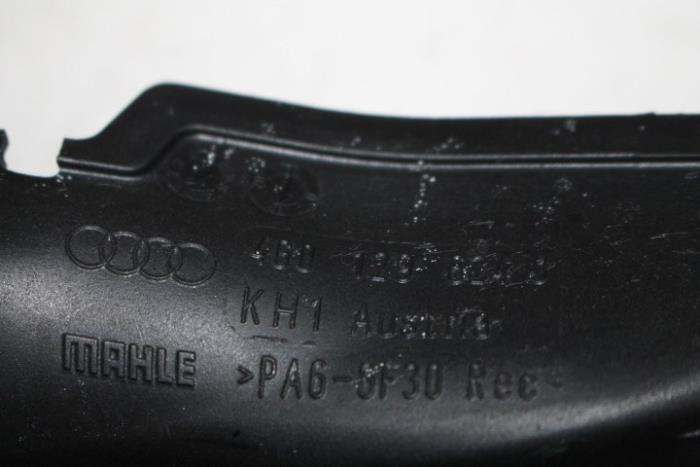 4G0 129
KH1 Austria
MAHLE
>PA6-GF30 Rec<